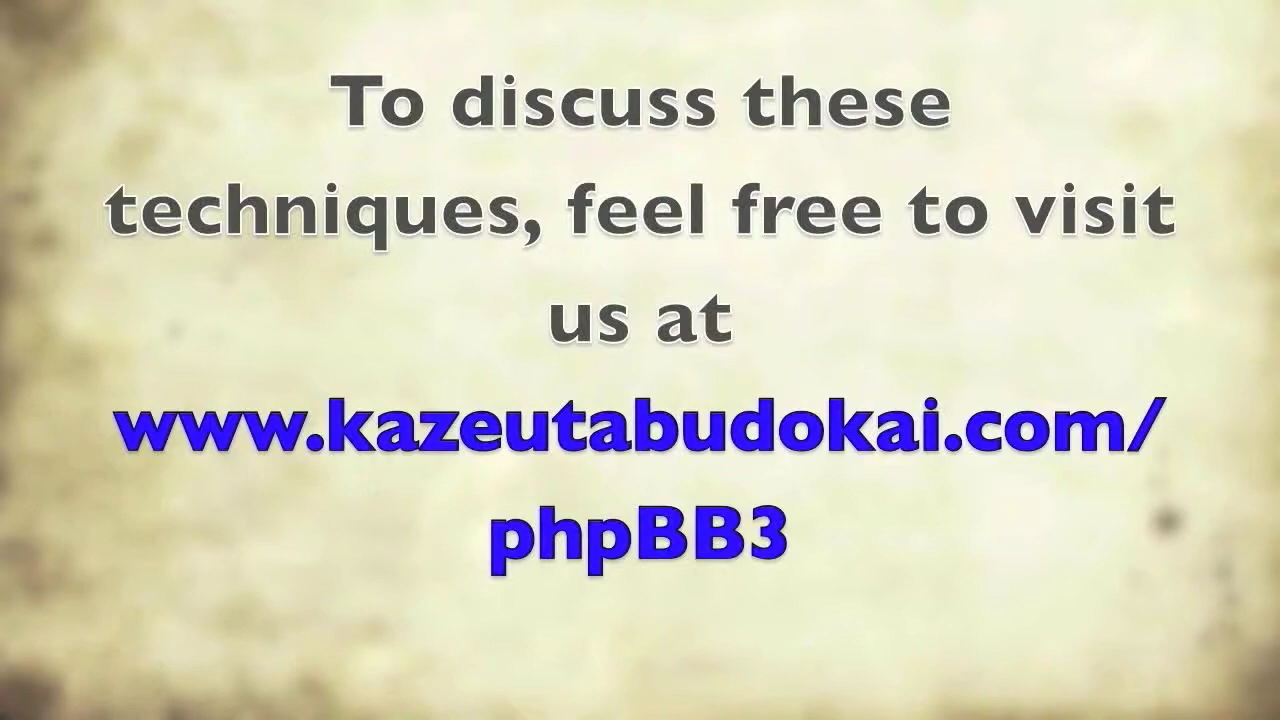 To discuss these
techniques, feel free to visit
us at
www.kazeutabudokai.com/
phpBB3